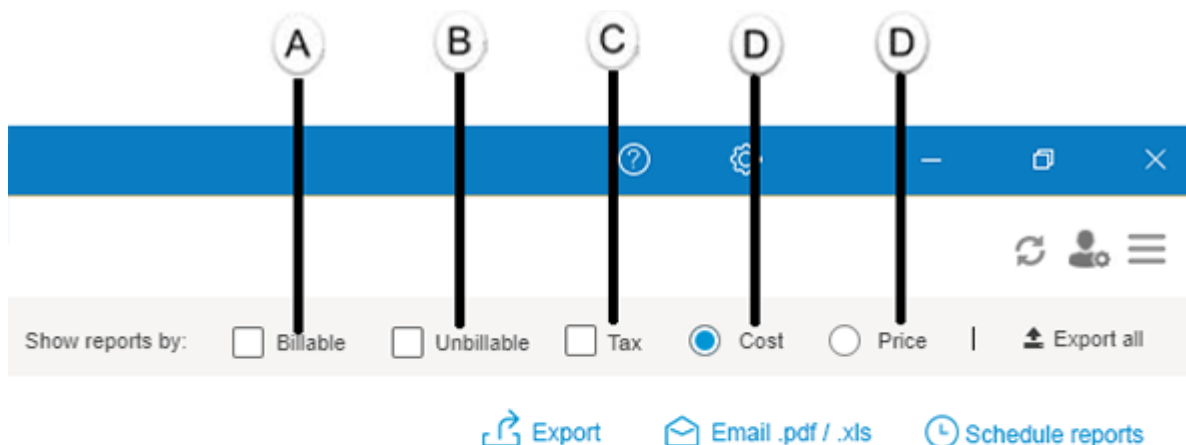 A B C D D
Show reports by: Billable Unbillable Tax Cost Price | Export all
Export Email .pdf / .xls Schedule reports